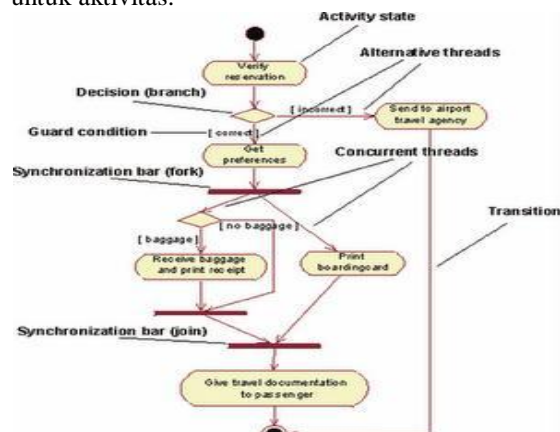 untuk aktivitas.
Activity state
Alternative threads
Verify
reservation
Decision (branch)
[ incorrect ]
Send to airport
travel agency
Guard condition
[ correct ]
Get
preferences
Concurrent threads
Synchronization bar (fork)
Transition
[ no baggage ]
[ baggage ]
Receive baggage
and print receipt
Print
boardingcard
Synchronization bar (join)
Give travel documentation
to passenger